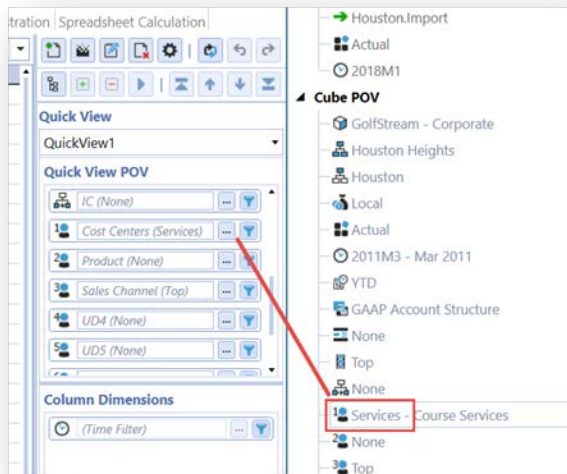 stration Spreadsheet Calculation
Quick View
QuickView1
Quick View POV
IC (None)
Cost Centers (Services)
Product (None)
Sales Channel (Top)
UD4 (None)
UD5 (None)
Column Dimensions
(Time Filter)
Houston.Import
Actual
2018M1
Cube POV
GolfStream - Corporate
Houston Heights
Houston
Local
Actual
2011M3 - Mar 2011
YTD
GAAP Account Structure
None
Top
None
Services - Course Services
None
Top